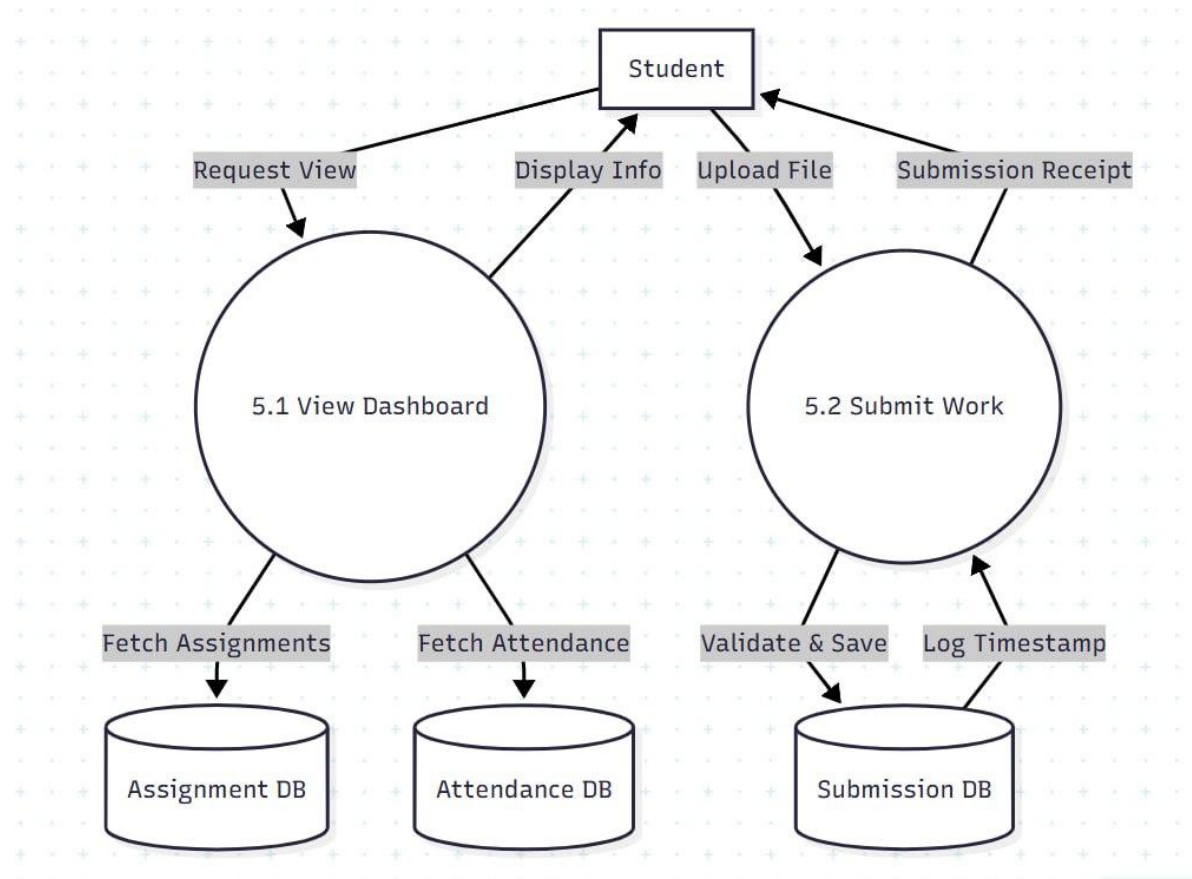 Student
Request View
Display Info
Upload File
Submission Receipt
5.1 View Dashboard
5.2 Submit Work
Fetch Assignments
Fetch Attendance
Validate & Save
Log Timestamp
Assignment DB
Attendance DB
Submission DB